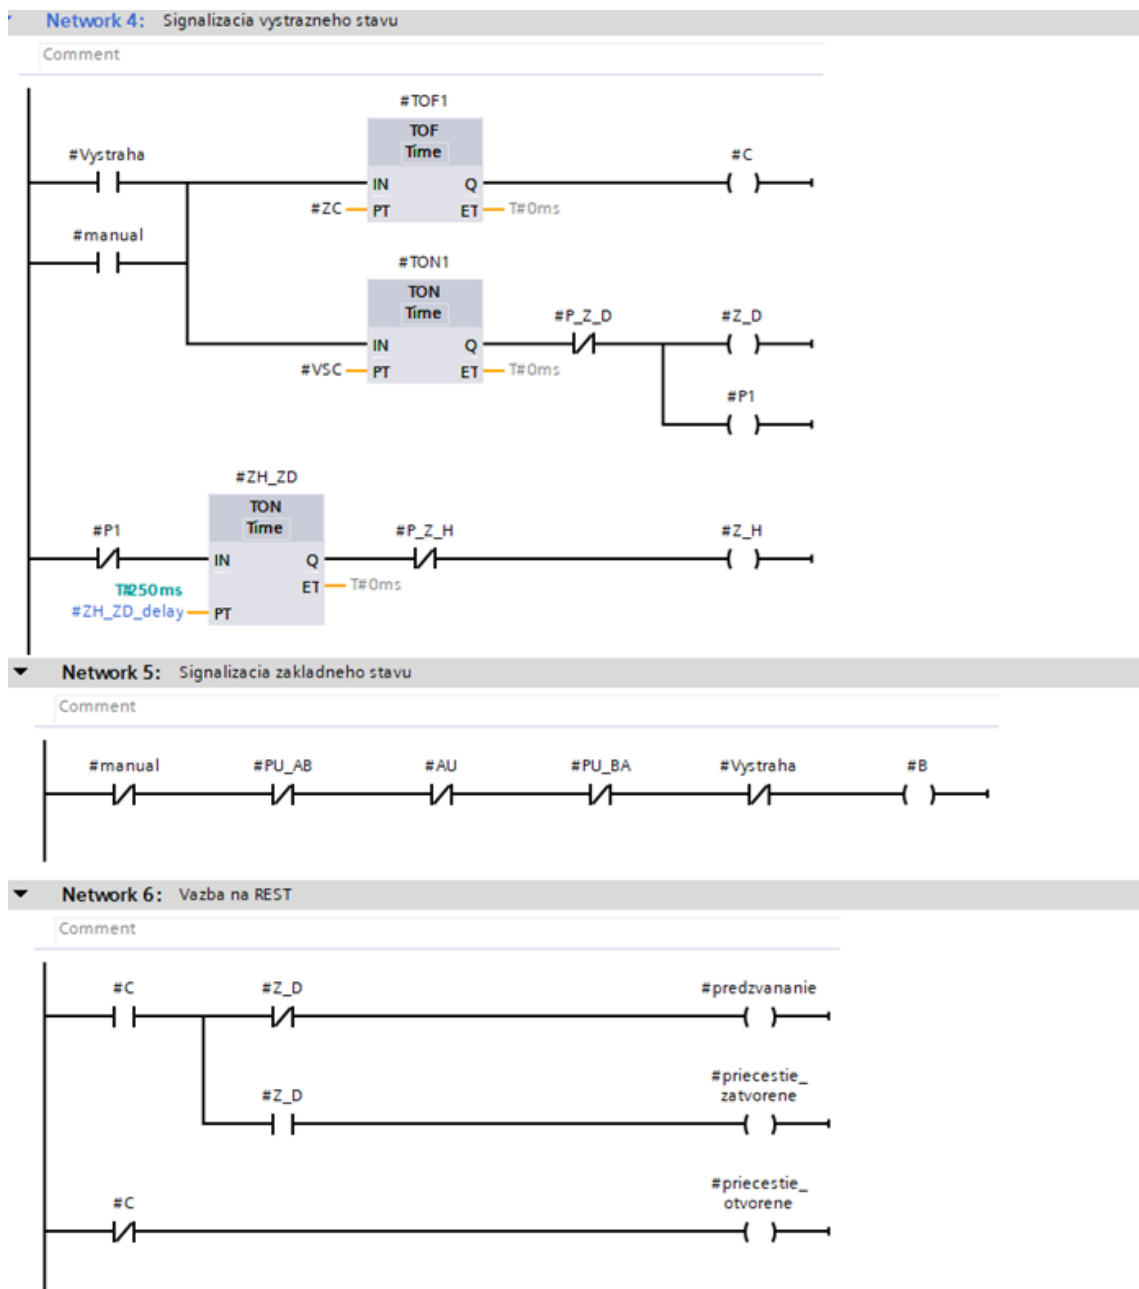 Network 4: Signalizacia vystrazneho stavu
Comment
#TOF1
TOF
Time
#Vystraha
#C
IN
Q
#ZC
PT
ET
T#0ms
#manual
#TON1
TON
Time
#P_Z_D
#Z_D
IN
Q
#VSC
PT
ET
T#0ms
#P1
#ZH_ZD
TON
Time
#P1
#P_Z_H
#Z_H
IN
Q
T#250ms
ET
T#0ms
#ZH_ZD_delay
PT
Network 5: Signalizacia zakladneho stavu
Comment
#manual
#PU_AB
#AU
#PU_BA
#Vystraha
#B
Network 6: Vazba na REST
Comment
#C
#Z_D
#predzvananie
#Z_D
#priecestie_
zatvorene
#C
#priecestie_
otvorene